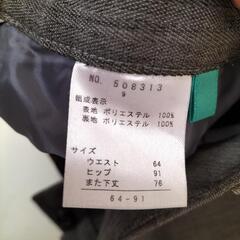 NO. 508313
9
組成表示
表地 ポリエステル 100%
裏地 ポリエステル 100%
サイズ
ウエスト 64
ヒップ 91
また下丈 76
64-91